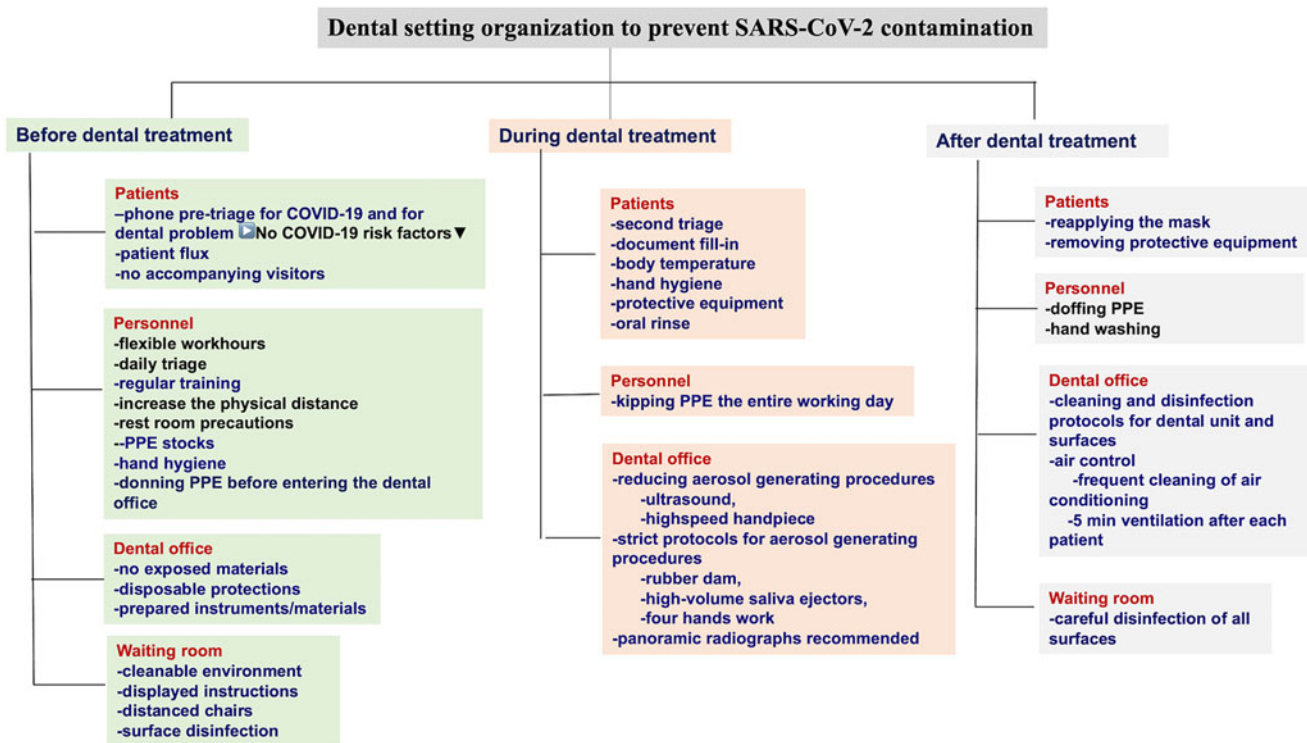 Dental setting organization to prevent SARS-CoV-2 contamination
Before dental treatment
Patients
–phone pre-triage for COVID-19 and for
dental problem ▶No COVID-19 risk factors▼
-patient flux
-no accompanying visitors
Personnel
-flexible workhours
-daily triage
-regular training
-increase the physical distance
-rest room precautions
--PPE stocks
-hand hygiene
-donning PPE before entering the dental
office
Dental office
-no exposed materials
-disposable protections
-prepared instruments/materials
Waiting room
-cleanable environment
-displayed instructions
-distanced chairs
-surface disinfection
During dental treatment
Patients
-second triage
-document fill-in
-body temperature
-hand hygiene
-protective equipment
-oral rinse
Personnel
-kipping PPE the entire working day
Dental office
-reducing aerosol generating procedures
-ultrasound,
-highspeed handpiece
-strict protocols for aerosol generating
procedures
-rubber dam,
-high-volume saliva ejectors,
-four hands work
-panoramic radiographs recommended
After dental treatment
Patients
-reapplying the mask
-removing protective equipment
Personnel
-doffing PPE
-hand washing
Dental office
-cleaning and disinfection
protocols for dental unit and
surfaces
-air control
-frequent cleaning of air
conditioning
-5 min ventilation after each
patient
Waiting room
-careful disinfection of all
surfaces